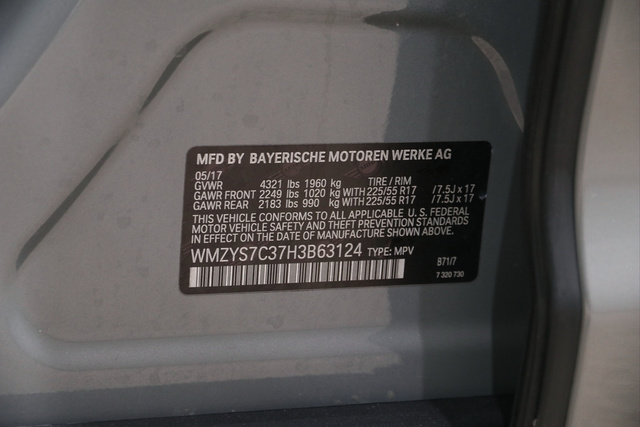 MFD BY BAYERISCHE MOTOREN WERKE AG
05/17
GVWR 4321 lbs 1960 kg TIRE / RIM
GAWR FRONT 2249 lbs 1020 kg WITH 225/55 R17 /7.5J x 17
GAWR REAR 2183 lbs 990 kg WITH 225/55 R17 /7.5J x 17
THIS VEHICLE CONFORMS TO ALL APPLICABLE U.S. FEDERAL
MOTOR VEHICLE SAFETY AND THEFT PREVENTION STANDARDS
IN EFFECT ON THE DATE OF MANUFACTURE SHOWN ABOVE.
WMZYS7C37H3B63124 TYPE: MPV
B71/7
7 320 730